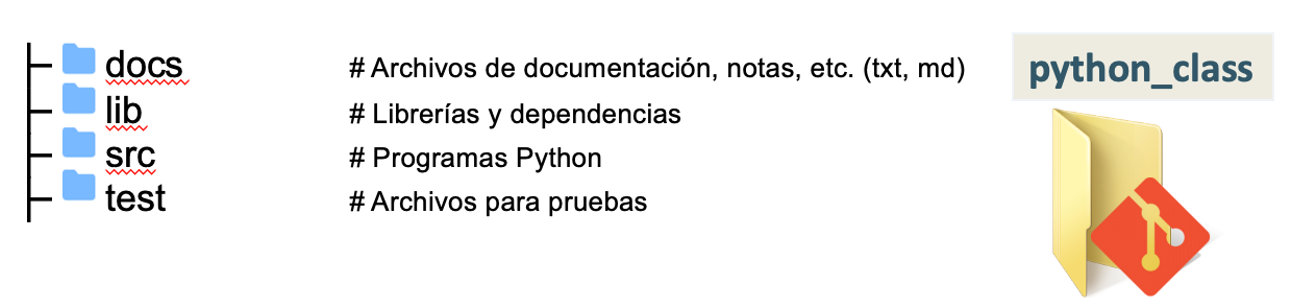 docs # Archivos de documentación, notas, etc. (txt, md)
lib # Librerías y dependencias
src # Programas Python
test # Archivos para pruebas
python_class